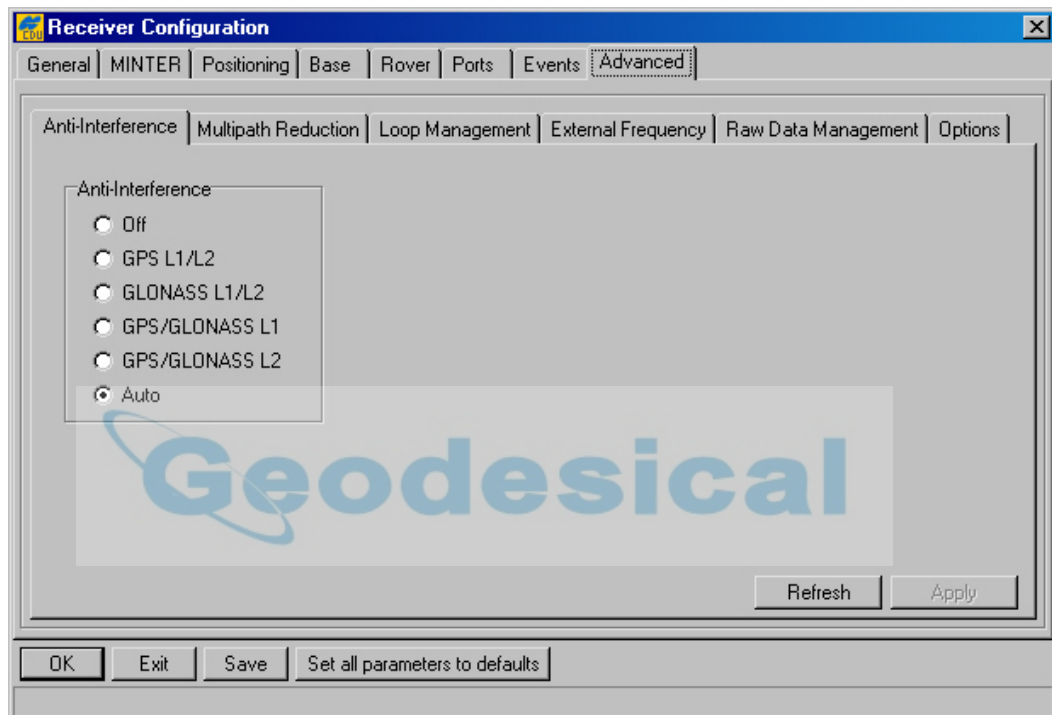 EDU Receiver Configuration
General MINTER Positioning Base Rover Ports Events Advanced
Anti-Interference Multipath Reduction Loop Management External Frequency Raw Data Management Options
Anti-Interference
Off
GPS L1/L2
GLONASS L1/L2
GPS/GLONASS L1
GPS/GLONASS L2
Auto
Geodesical
Refresh Apply
OK Exit Save Set all parameters to defaults